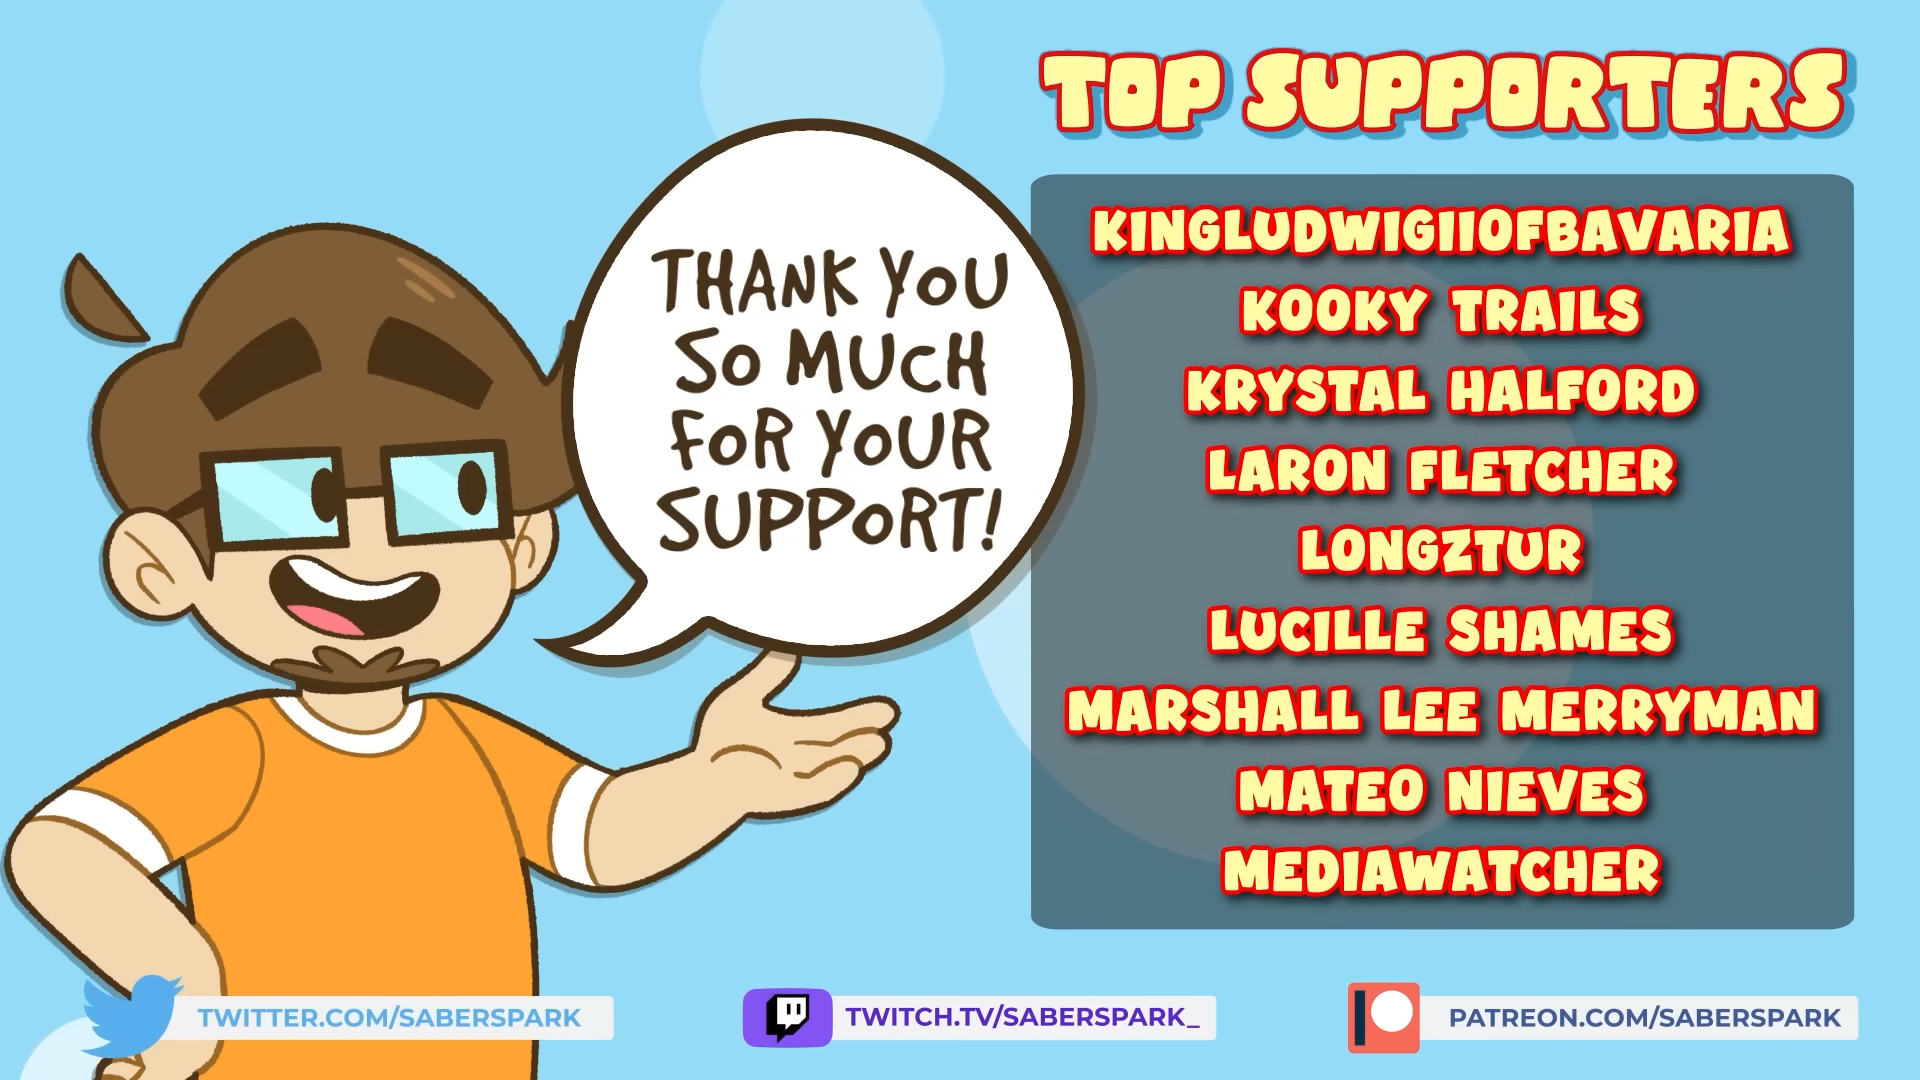 TOP SUPPORTERS
THANK YOU
SO MUCH
FOR YOUR
SUPPORT!
KINGLUDWIGIIOFBAVARIA
KOOKY TRAILS
KRYSTAL HALFORD
LARON FLETCHER
LONGZTUR
LUCILLE SHAMES
MARSHALL LEE MERRYMAN
MATEO NIEVES
MEDIAWATCHER
TWITTER.COM/SABERSPARK
TWITCH.TV/SABERSPARK_
PATREON.COM/SABERSPARK